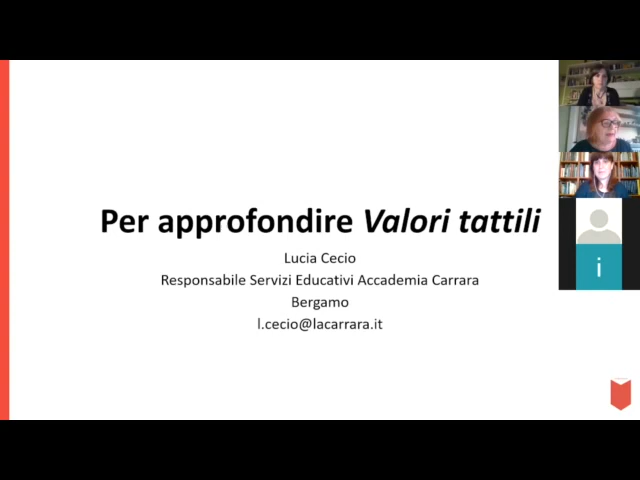 Per approfondire Valori tattili
Lucia Cecio
Responsabile Servizi Educativi Accademia Carrara
Bergamo
l.cecio@lacarrara.it
i